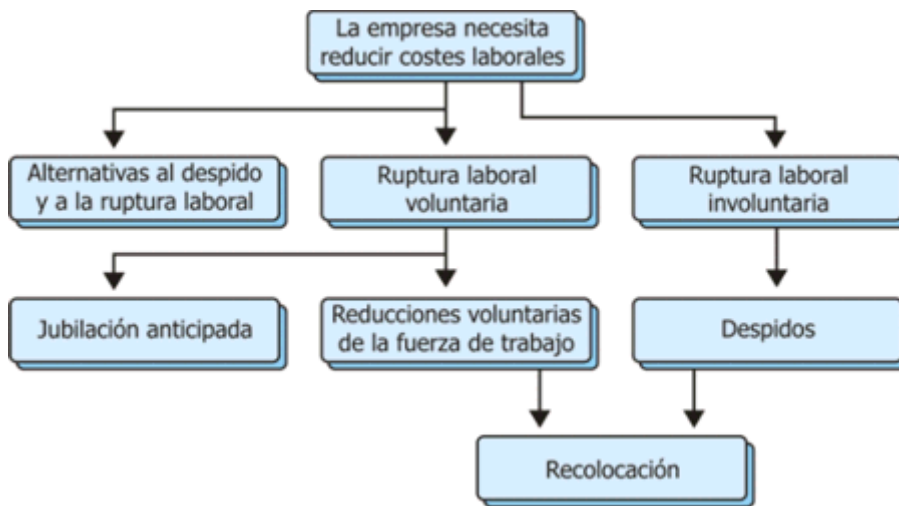 La empresa necesita
reducir costes laborales
Alternativas al despido
y a la ruptura laboral
Ruptura laboral
voluntaria
Ruptura laboral
involuntaria
Jubilación anticipada
Reducciones voluntarias
de la fuerza de trabajo
Despidos
Recolocación